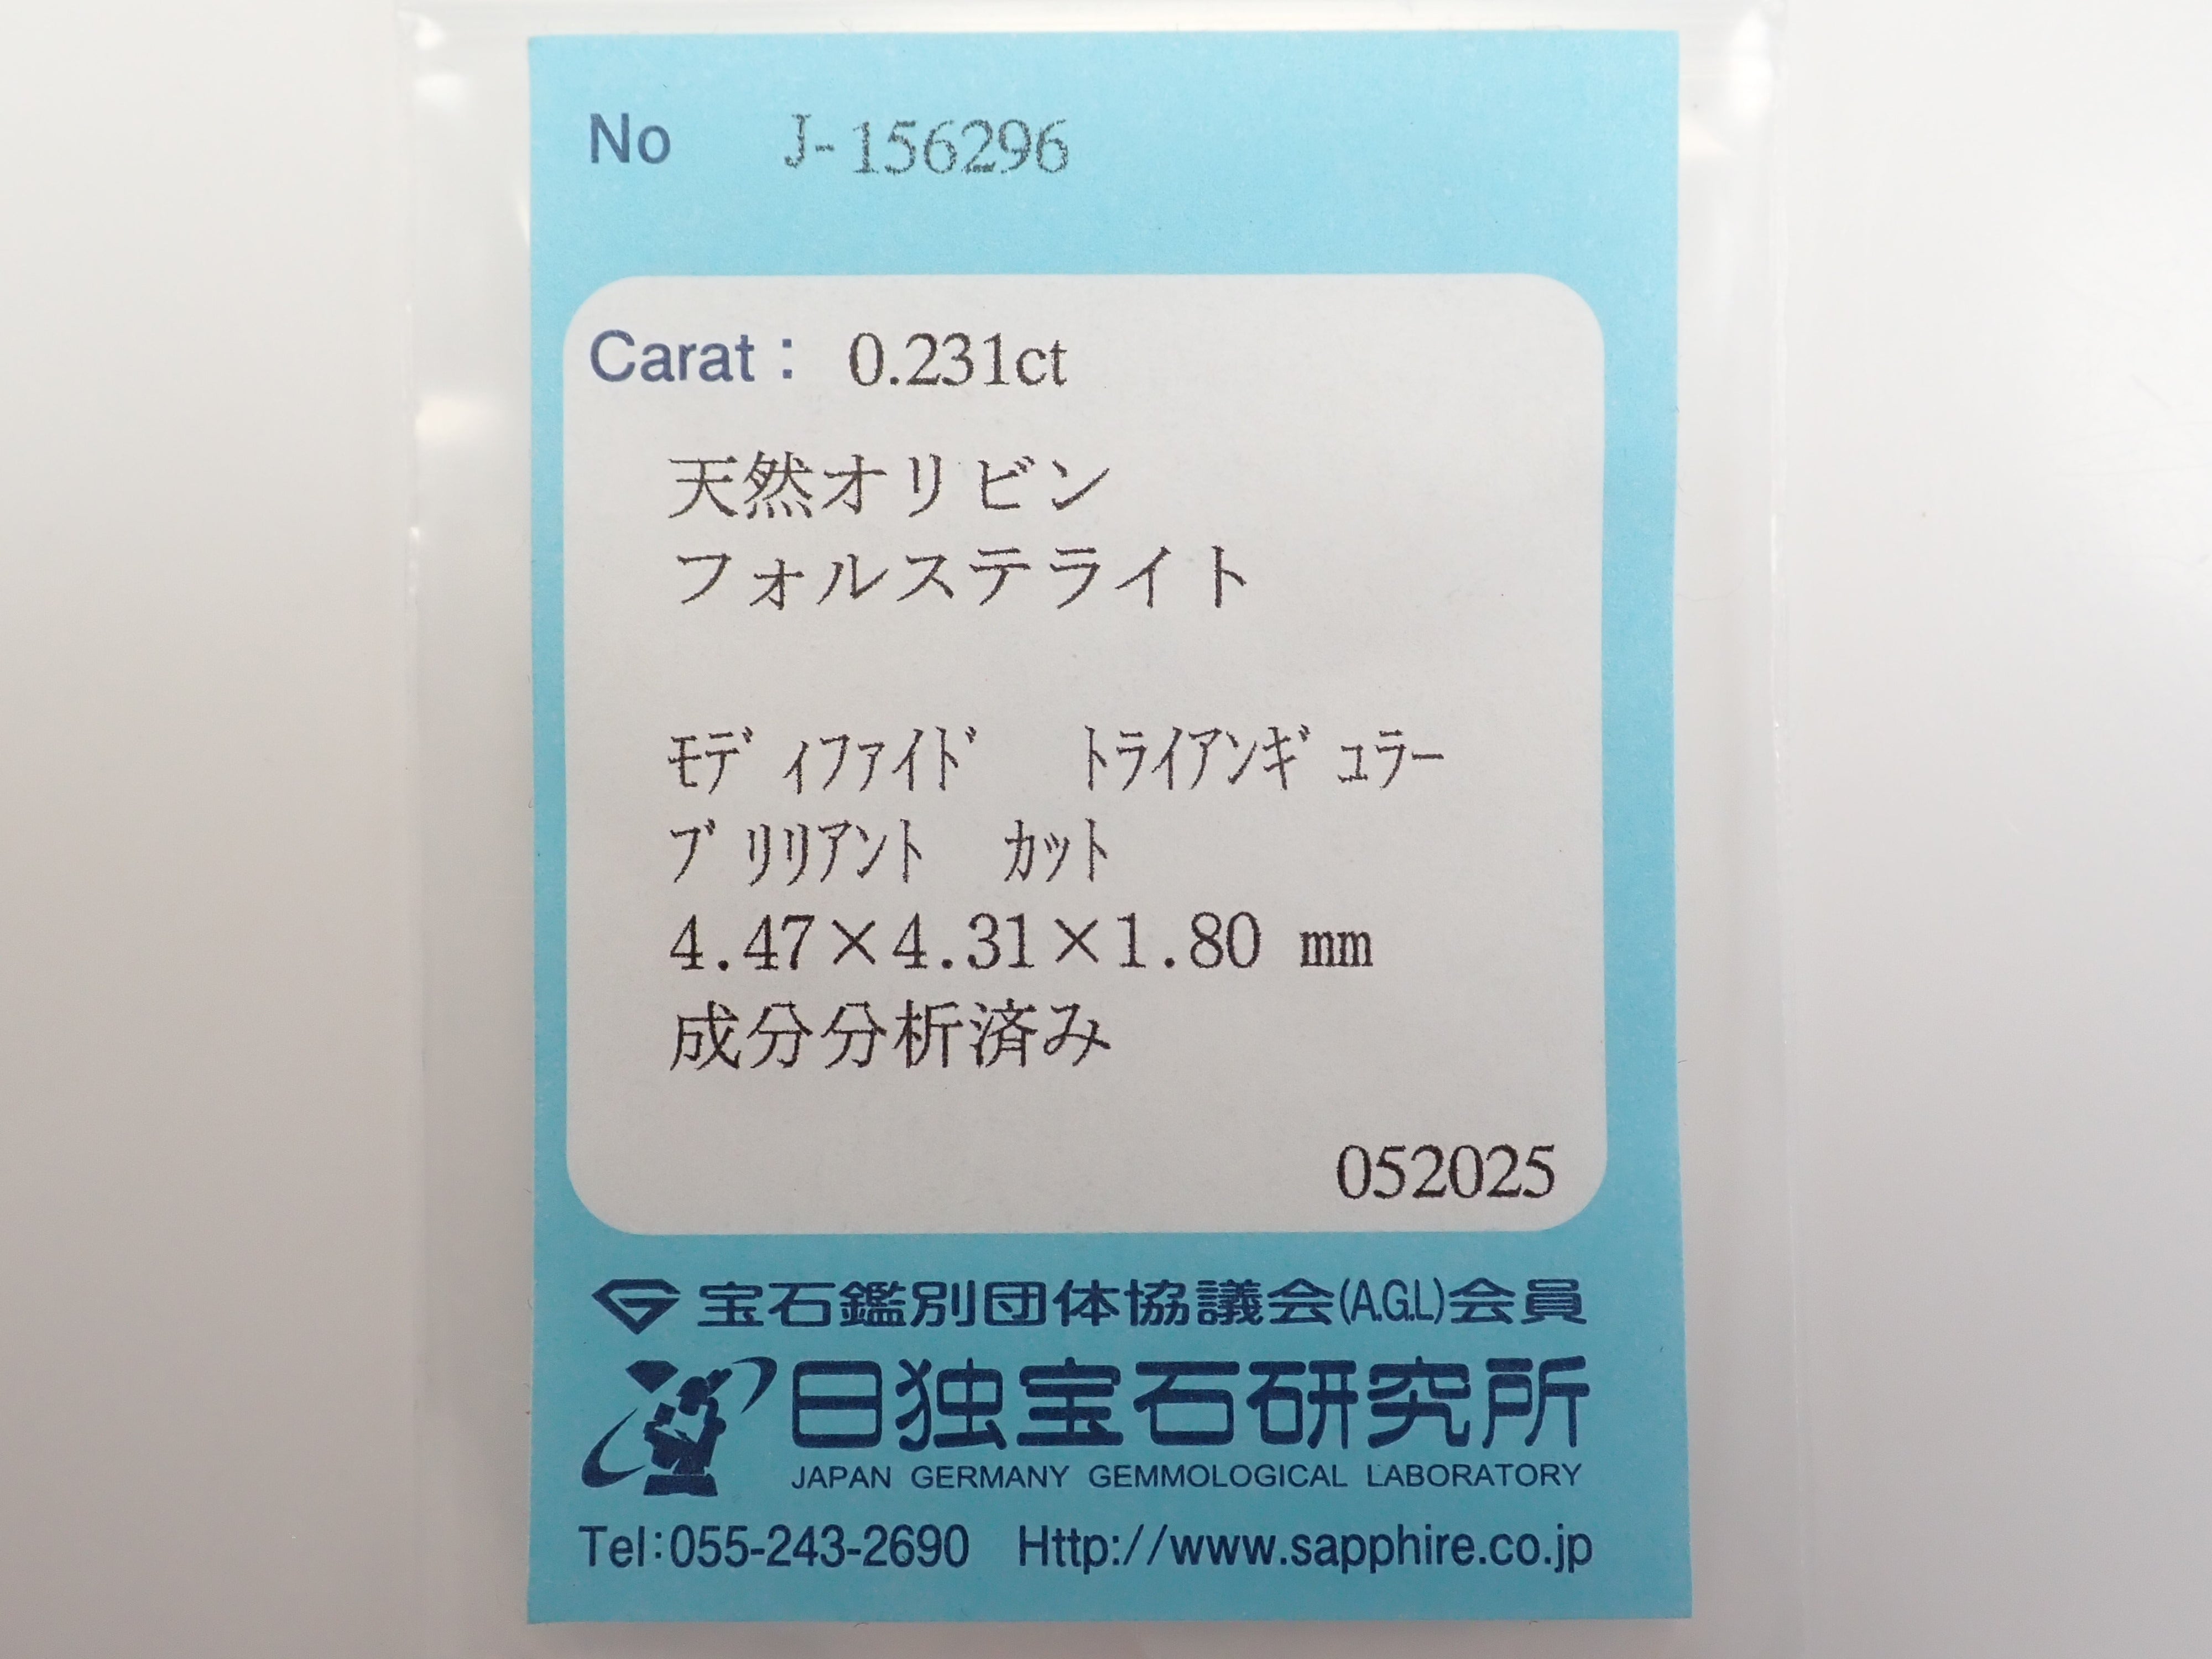 No J-156296
Carat： 0.231ct
天然オリビン
フォルステライト
ﾓﾃﾞｨﾌｧｲﾄﾞ ﾄﾗｲｱﾝｷﾞｭﾗｰ
ﾌﾞﾘﾘｱﾝﾄ ｶｯﾄ
4.47×4.31×1.80 mm
成分分析済み
052025
宝石鑑別団体協議会(A.G.L)会員
日独宝石研究所
JAPAN GERMANY GEMMOLOGICAL LABORATORY
Tel:055-243-2690 Http://www.sapphire.co.jp